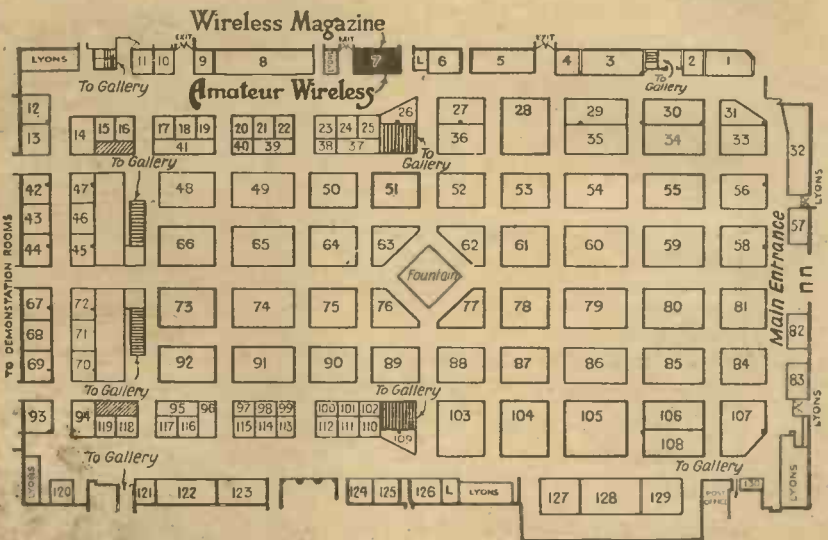 Wireless Magazine
LYONS 11 10 EXIT 9 8 LYONS EXIT 7 L 6 5 EXIT 4 3 2 1
To Gallery To Gallery
Amateur Wireless
12 26 27 28 29 30 31
13 14 15 16 17 18 19 20 21 22 23 24 25 36 35 34 33 32
41 40 39 38 37
To Gallery To Gallery
LYONS
42 47 48 49 50 51 52 53 54 55 56 57
43 46
44 45 66 65 64 63 62 61 60 59 58
Fountain
Main Entrance
TO DEMONSTATION ROOMS
67 72 73 74 75 76 77 78 79 80 81 82
68 71
69 70 92 91 90 89 88 87 86 85 84 83
To Gallery To Gallery
LYONS
93 94 95 96 97 98 99 100 101 102 103 104 105 106 107
119 118 117 116 115 114 113 112 111 110 109 108
To Gallery To Gallery
LYONS 120 121 122 123 124 125 126 L LYONS 127 128 129 POST OFFICE 130 LYONS